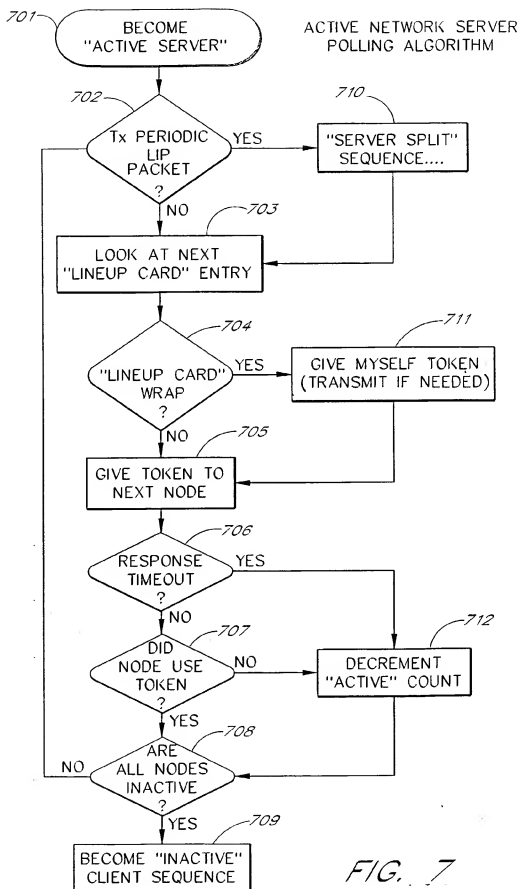 701
BECOME
"ACTIVE SERVER"
ACTIVE NETWORK SERVER
POLLING ALGORITHM
702
Tx PERIODIC
LIP
PACKET
?
YES
NO
710
"SERVER SPLIT"
SEQUENCE....
703
LOOK AT NEXT
"LINEUP CARD" ENTRY
704
"LINEUP CARD"
WRAP
?
YES
NO
711
GIVE MYSELF TOKEN
(TRANSMIT IF NEEDED)
705
GIVE TOKEN TO
NEXT NODE
706
RESPONSE
TIMEOUT
?
YES
NO
707
DID
NODE USE
TOKEN
?
NO
YES
712
DECREMENT
"ACTIVE" COUNT
708
ARE
ALL NODES
INACTIVE
?
NO
YES
709
BECOME "INACTIVE"
CLIENT SEQUENCE
FIG. 7